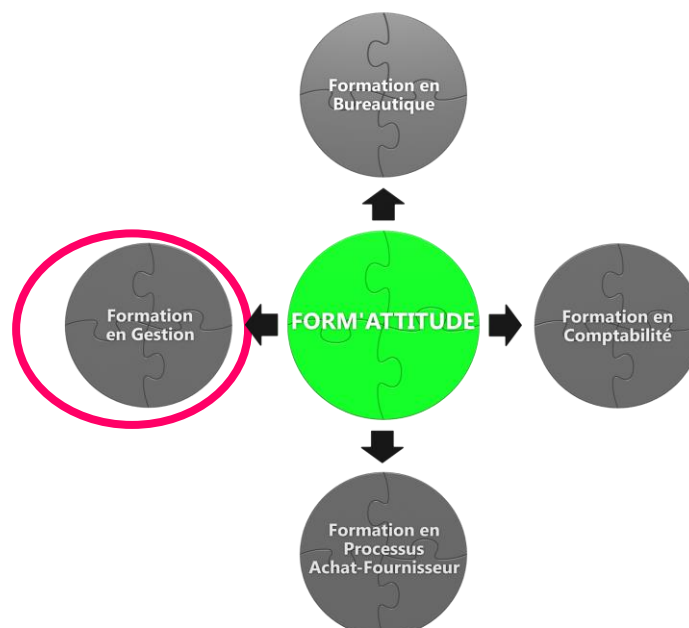 Formation en
Bureautique
Formation
en Gestion
FORM'ATTITUDE
Formation en
Comptabilité
Formation en
Processus
Achat-Fournisseur